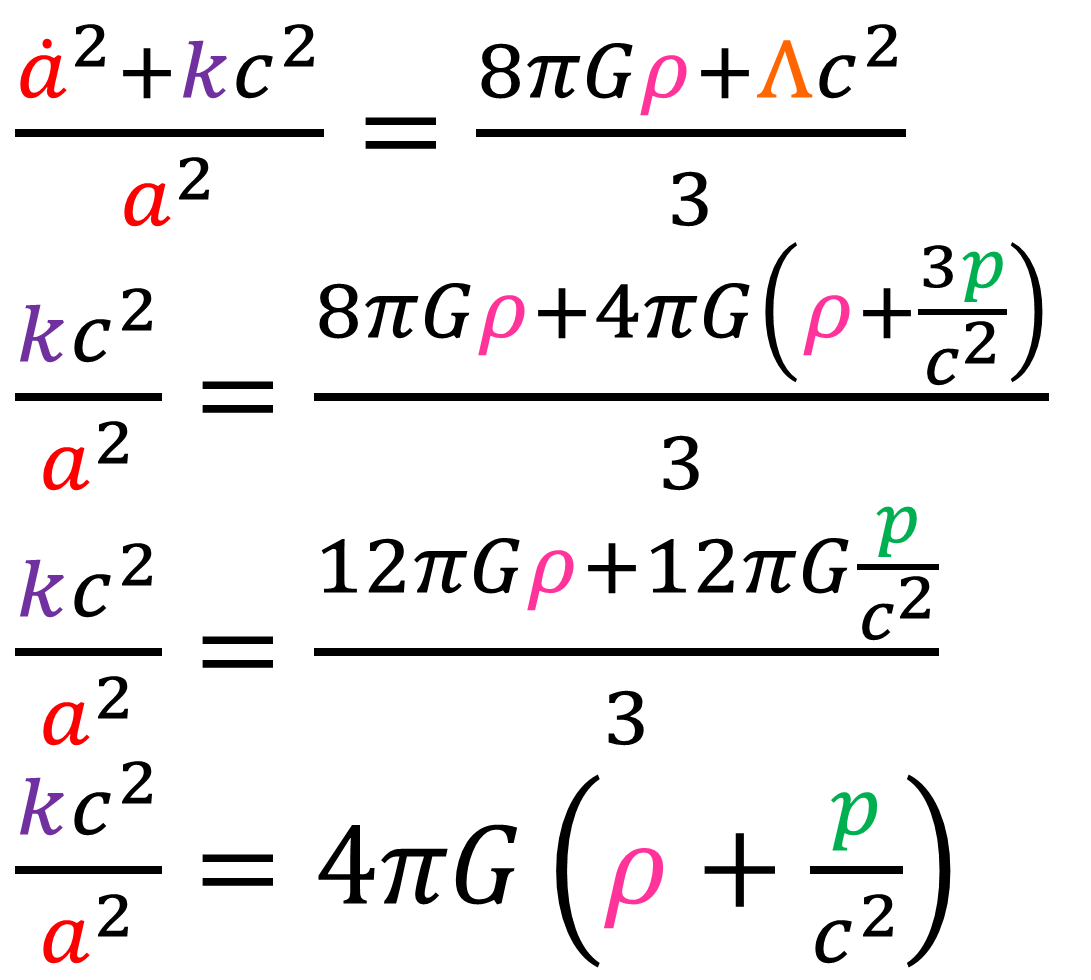 (ȧ² + kc²)/a² = (8πGρ + Λc²)/3
kc²/a² = (8πGρ + 4πG(ρ + 3p/c²))/3
kc²/a² = (12πGρ + 12πG p/c²)/3
kc²/a² = 4πG(ρ + p/c²)